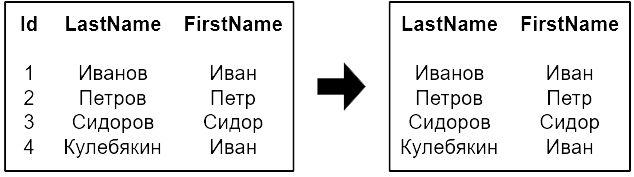 Id LastName FirstName
1 Иванов Иван
2 Петров Петр
3 Сидоров Сидор
4 Кулебякин Иван
LastName FirstName
Иванов Иван
Петров Петр
Сидоров Сидор
Кулебякин Иван